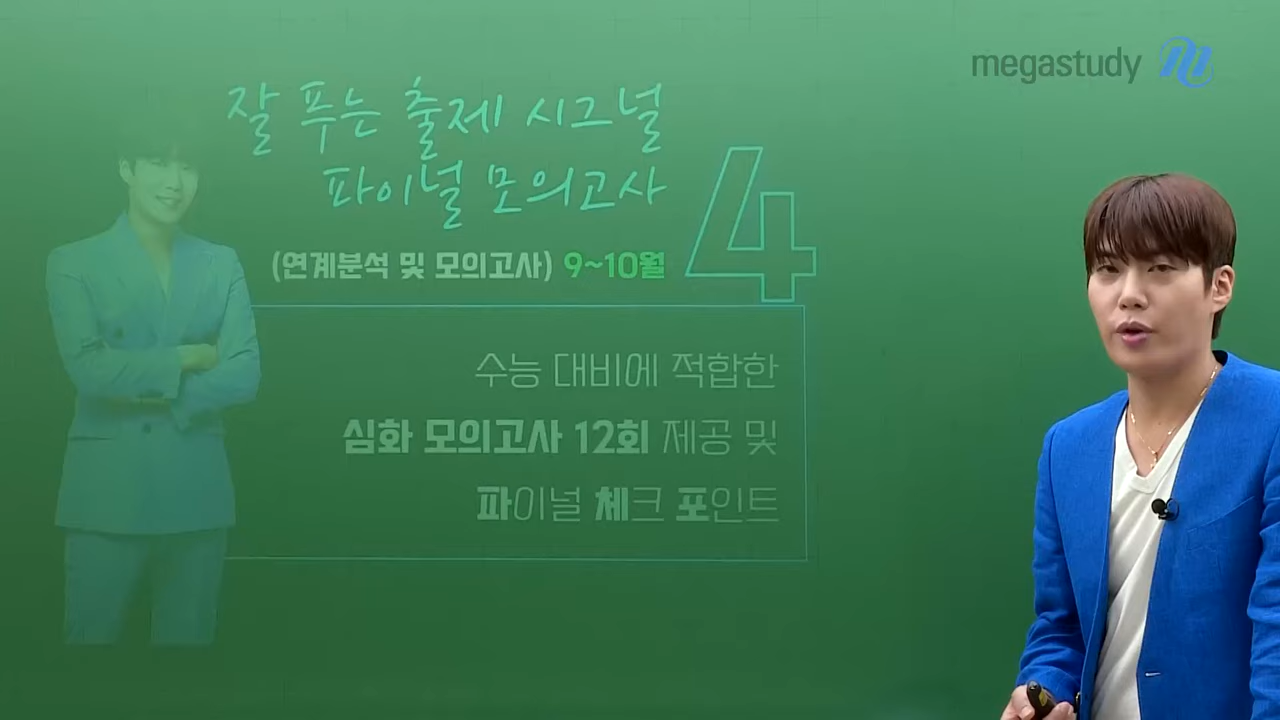 megastudy
잘 푸는 출제 시그널
파이널 모의고사
4
(연계분석 및 모의고사) 9~10월
수능 대비에 적합한
심화 모의고사 12회 제공 및
파이널 체크 포인트